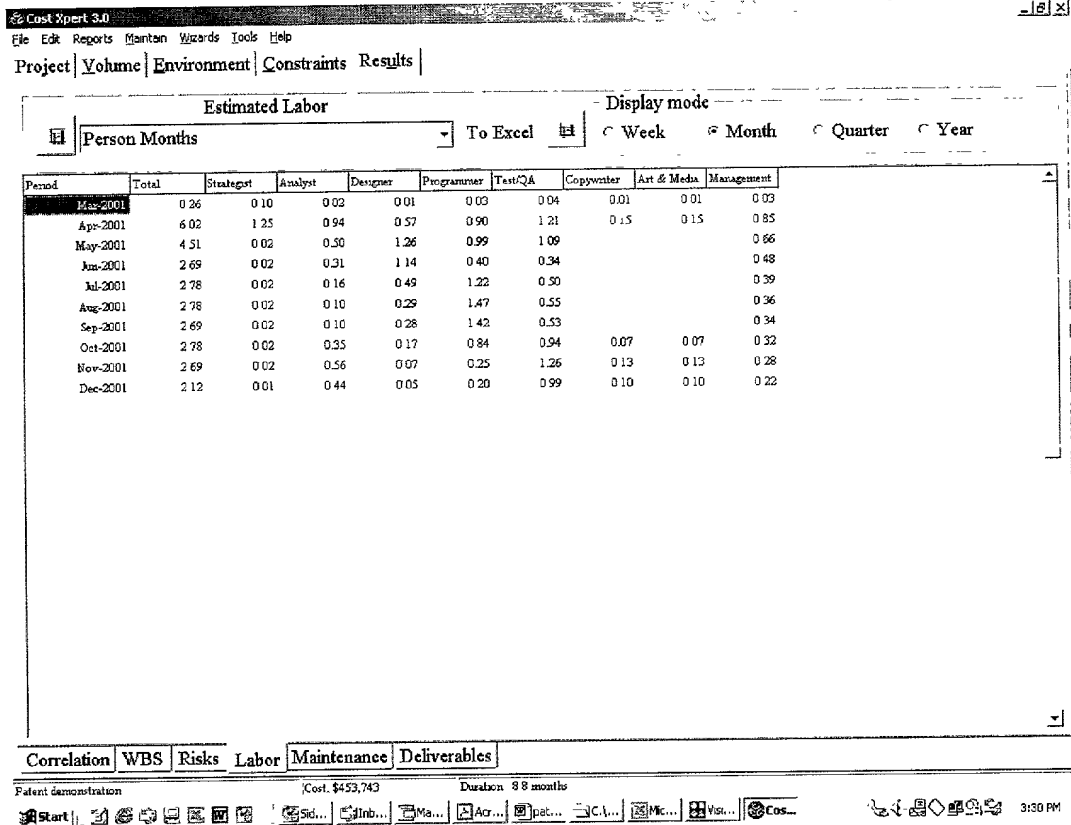 Cost Xpert 3.0
File Edit Reports Maintain Wizards Tools Help
Project Volume Environment Constraints Results
Estimated Labor Display mode
Person Months To Excel Week Month Quarter Year
Period Total Strategist Analyst Designer Programmer Test/QA Copywriter Art & Media Management
Mar-2001 0 26 0 10 0 02 0 01 0 03 0 04 0.01 0 01 0 03
Apr-2001 6 02 1 25 0 94 0 57 0 90 1 21 0 15 0 15 0 85
May-2001 4 51 0 02 0.50 1.26 0.99 1 09 0 66
Jun-2001 2 69 0 02 0.31 1 14 0 40 0.34 0 48
Jul-2001 2 78 0 02 0 16 0 49 1.22 0 50 0 39
Aug-2001 2 78 0 02 0 10 0.29 1.47 0.55 0 36
Sep-2001 2 69 0 02 0 10 0 28 1 42 0.53 0 34
Oct-2001 2 78 0 02 0.35 0 17 0 84 0.94 0.07 0 07 0 32
Nov-2001 2 69 0 02 0.56 0 07 0.25 1.26 0 13 0 13 0 28
Dec-2001 2 12 0 01 0 44 0 05 0 20 0 99 0 10 0 10 0 22
Correlation WBS Risks Labor Maintenance Deliverables
Patent demonstration Cost. $453,743 Duration 8 8 months
Start Sid... Inb... Ma... Acr... pat... C:\... Mic... Visi... Cos... 3:30 PM